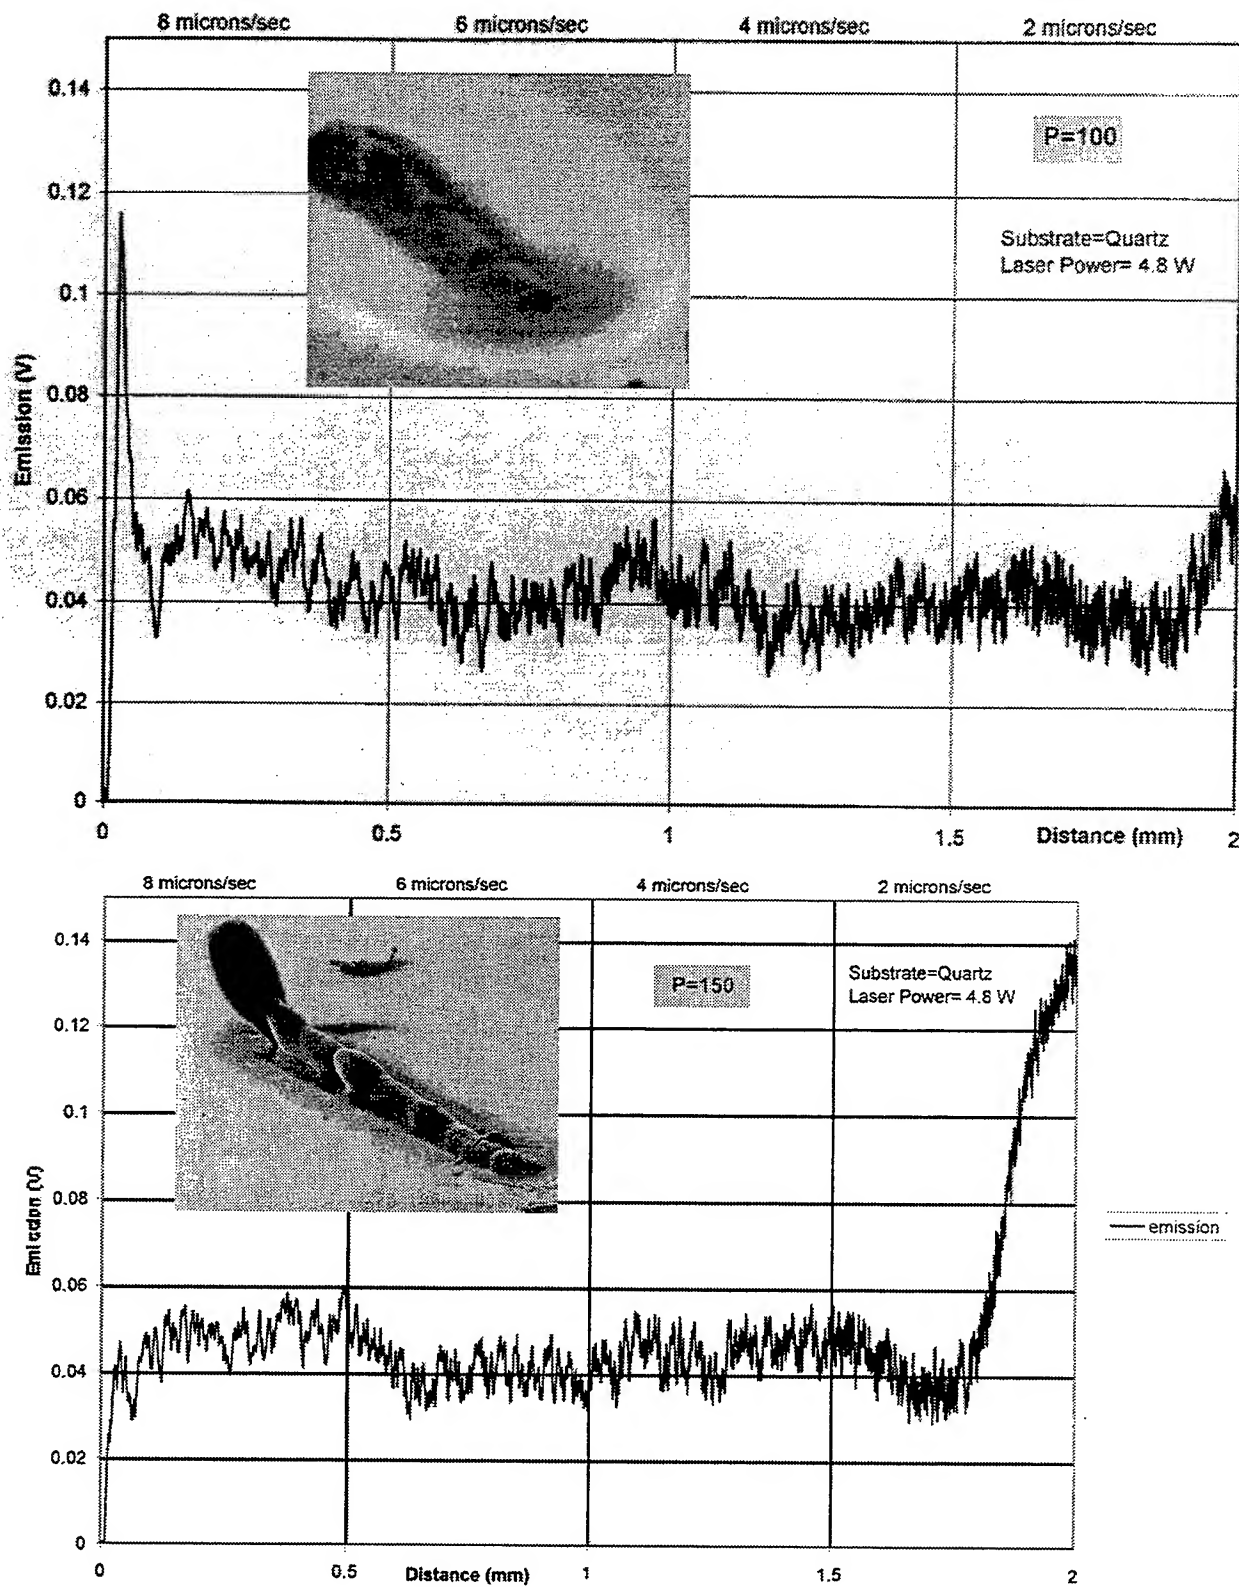 8 microns/sec 6 microns/sec 4 microns/sec 2 microns/sec
0.14
P=100
0.12
Substrate=Quartz
Laser Power= 4.8 W
0.1
Emission (V)
0.08
0.06
0.04
0.02
0
0 0.5 1 1.5 Distance (mm) 2
8 microns/sec 6 microns/sec 4 microns/sec 2 microns/sec
0.14
P=150
Substrate=Quartz
Laser Power= 4.8 W
0.12
0.1
Emission (V)
0.08
emission
0.06
0.04
0.02
0
0 0.5 Distance (mm) 1 1.5 2